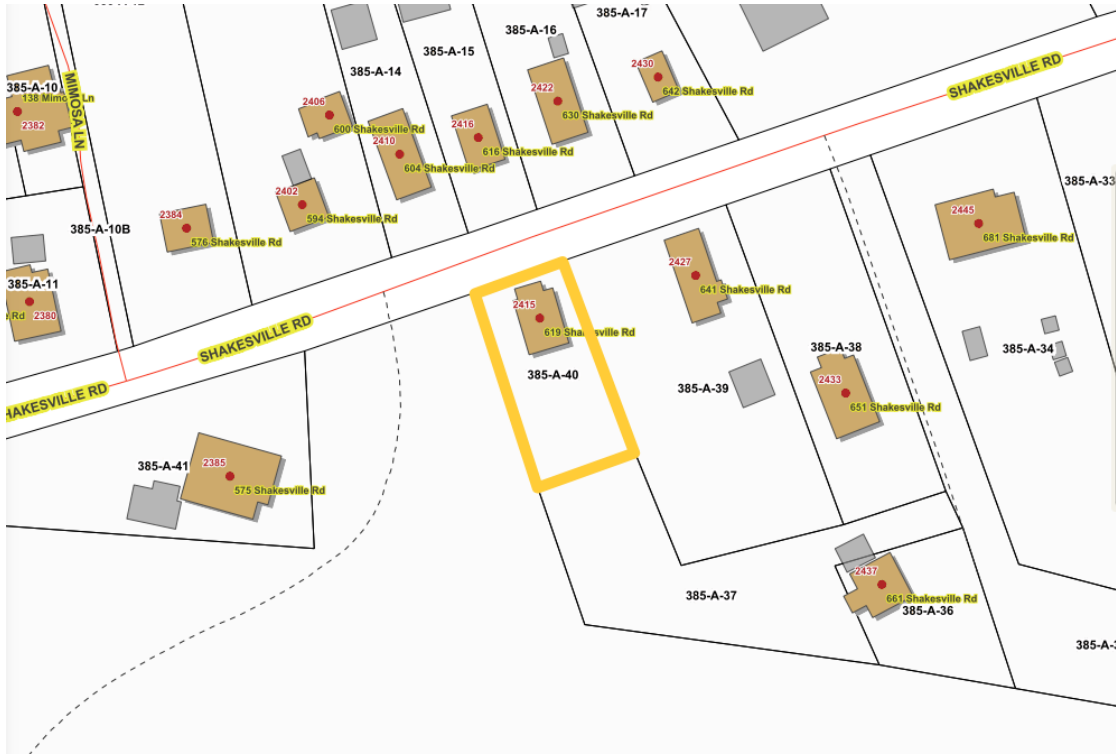 385-A-17
385-A-16
385-A-15
385-A-14
2430
642 Shakesville Rd
SHAKESVILLE RD
385-A-10
138 Mimosa Ln
2382
MIMOSA LN
2422
630 Shakesville Rd
2406
600 Shakesville Rd
2416
616 Shakesville Rd
2410
604 Shakesville Rd
385-A-33
2402
594 Shakesville Rd
2384
576 Shakesville Rd
385-A-10B
2445
681 Shakesville Rd
385-A-11
2380
Rd
2427
641 Shakesville Rd
2415
619 Shakesville Rd
SHAKESVILLE RD
385-A-38
385-A-34
385-A-40
385-A-39
2433
651 Shakesville Rd
HAKESVILLE RD
385-A-41
2385
575 Shakesville Rd
2437
661 Shakesville Rd
385-A-36
385-A-37
385-A-3